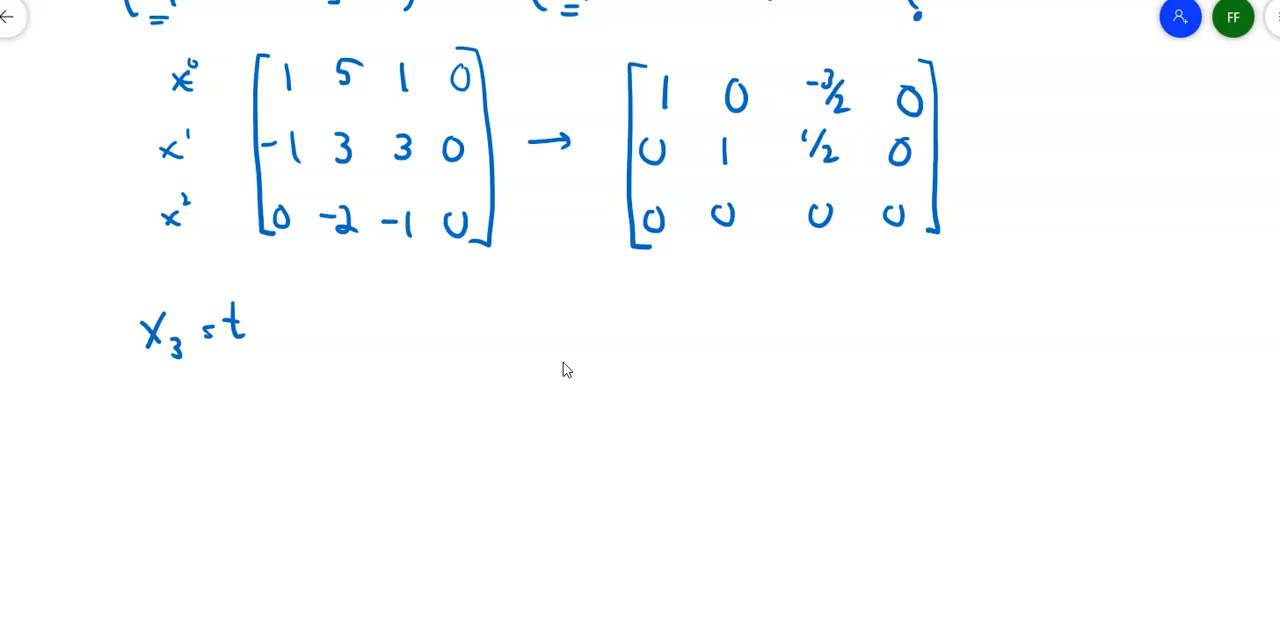 FF
x⁰ [ 1 5 1 0 ] [ 1 0 -3/2 0 ]
x¹ [ -1 3 3 0 ] → [ 0 1 1/2 0 ]
x² [ 0 -2 -1 0 ] [ 0 0 0 0 ]
x₃ = t